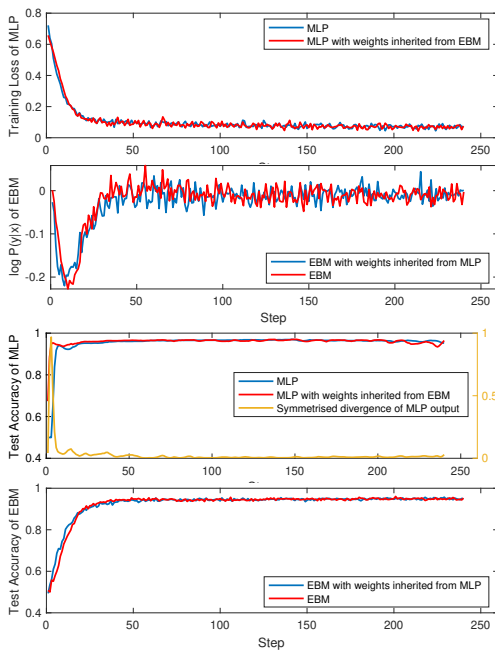 0.8
0.6
0.4
0.2
0
Training Loss of MLP
MLP
MLP with weights inherited from EBM
0 50 100 150 200 250
0
-0.1
-0.2
log P(y|x) of EBM
EBM with weights inherited from MLP
EBM
0 50 100 150 200 250
Step
1
0.8
0.6
0.4
Test Accuracy of MLP
MLP
MLP with weights inherited from EBM
Symmetrised divergence of MLP output
1
0.5
0
0 50 100 150 200 250
1
0.8
0.6
0.4
Test Accuracy of EBM
EBM with weights inherited from MLP
EBM
0 50 100 150 200 250
Step